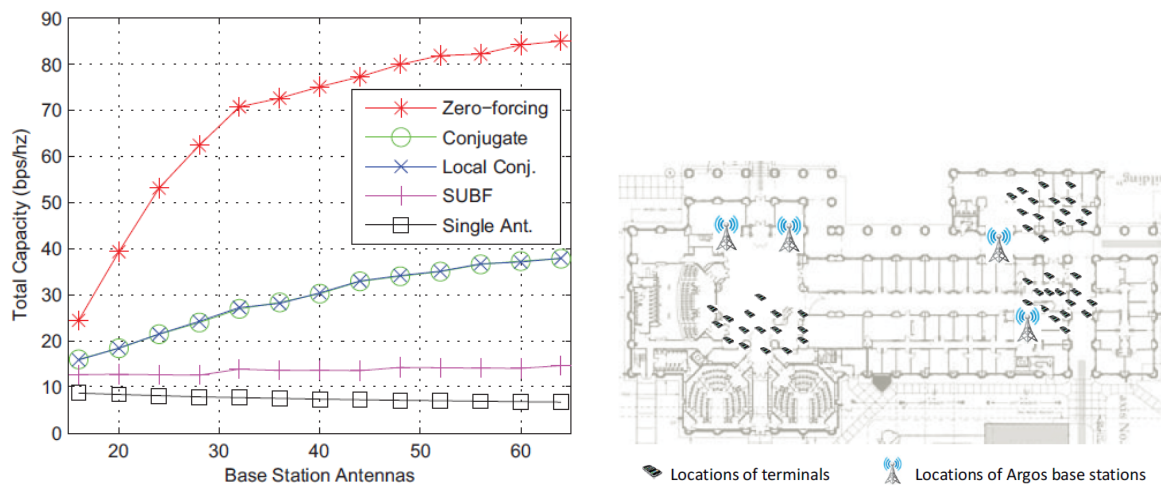 90
80
70
60
50
40
30
20
10
0
Total Capacity (bps/hz)
Zero-forcing
Conjugate
Local Conj.
SUBF
Single Ant.
20
30
40
50
60
Base Station Antennas
Locations of terminals
Locations of Argos base stations